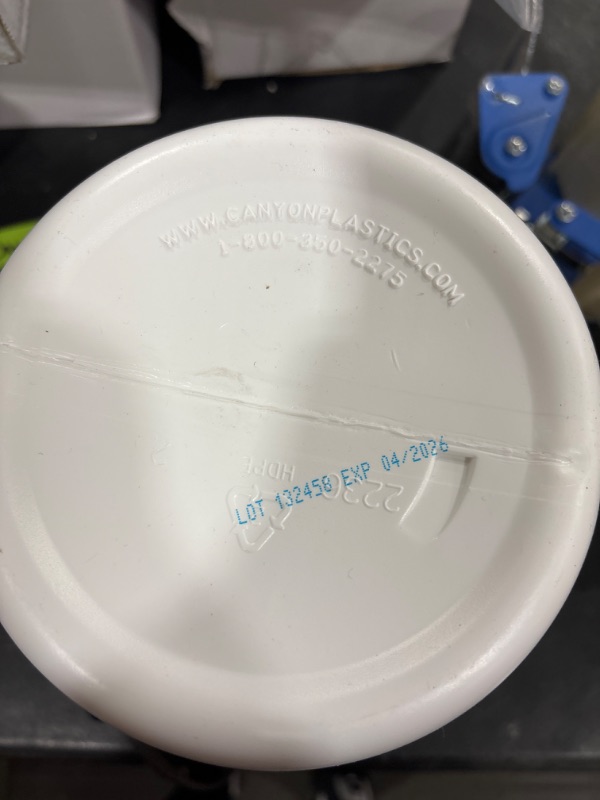 WWW.CANYONPLASTICS.COM
1-800-350-2275
LOT 132458 EXP 04/2026
HDPE